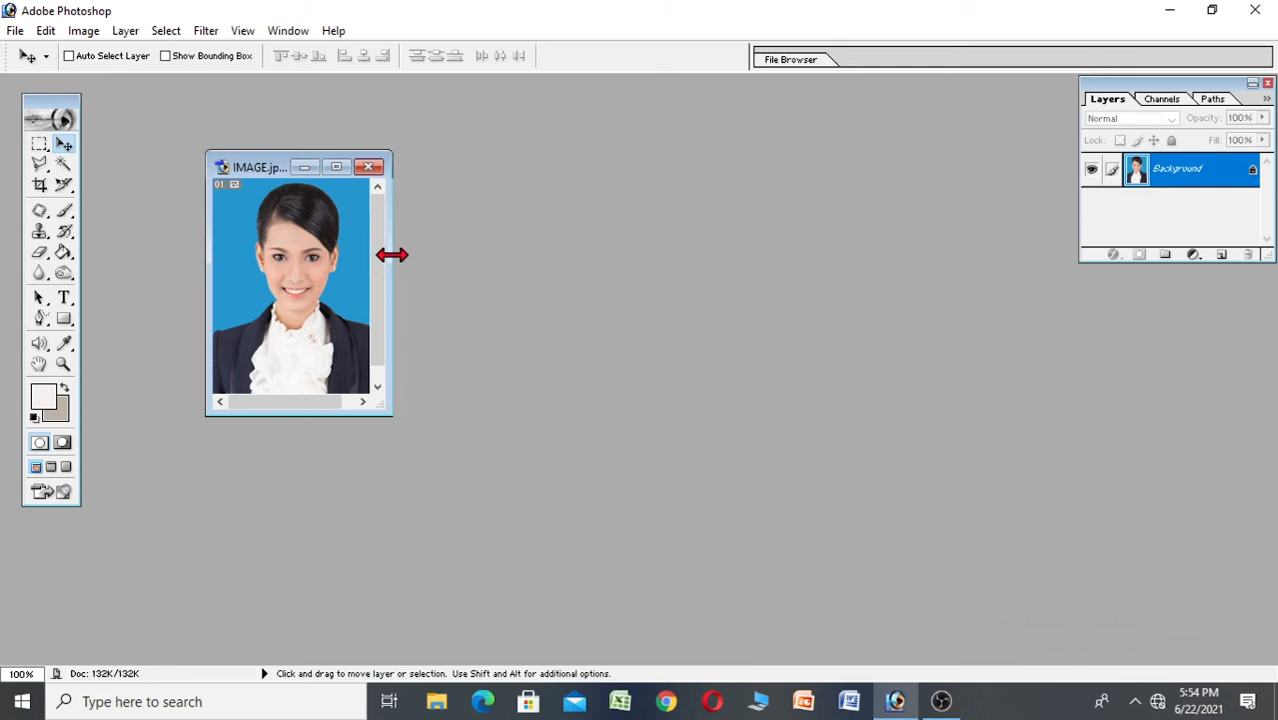 Adobe Photoshop
File Edit Image Layer Select Filter View Window Help
Auto Select Layer Show Bounding Box File Browser
Layers Channels Paths
Normal Opacity: 100%
Lock: Fill: 100%
IMAGE.jp...
01
Background
T
100% Doc: 132K/132K Click and drag to move layer or selection. Use Shift and Alt for additional options.
Type here to search
5:54 PM
6/22/2021